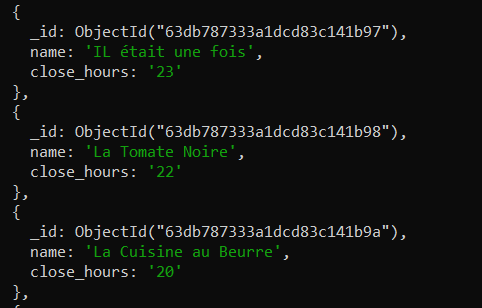 {
_id: ObjectId("63db787333a1dcd83c141b97"),
name: 'IL était une fois',
close_hours: '23'
},
{
_id: ObjectId("63db787333a1dcd83c141b98"),
name: 'La Tomate Noire',
close_hours: '22'
},
{
_id: ObjectId("63db787333a1dcd83c141b9a"),
name: 'La Cuisine au Beurre',
close_hours: '20'
},